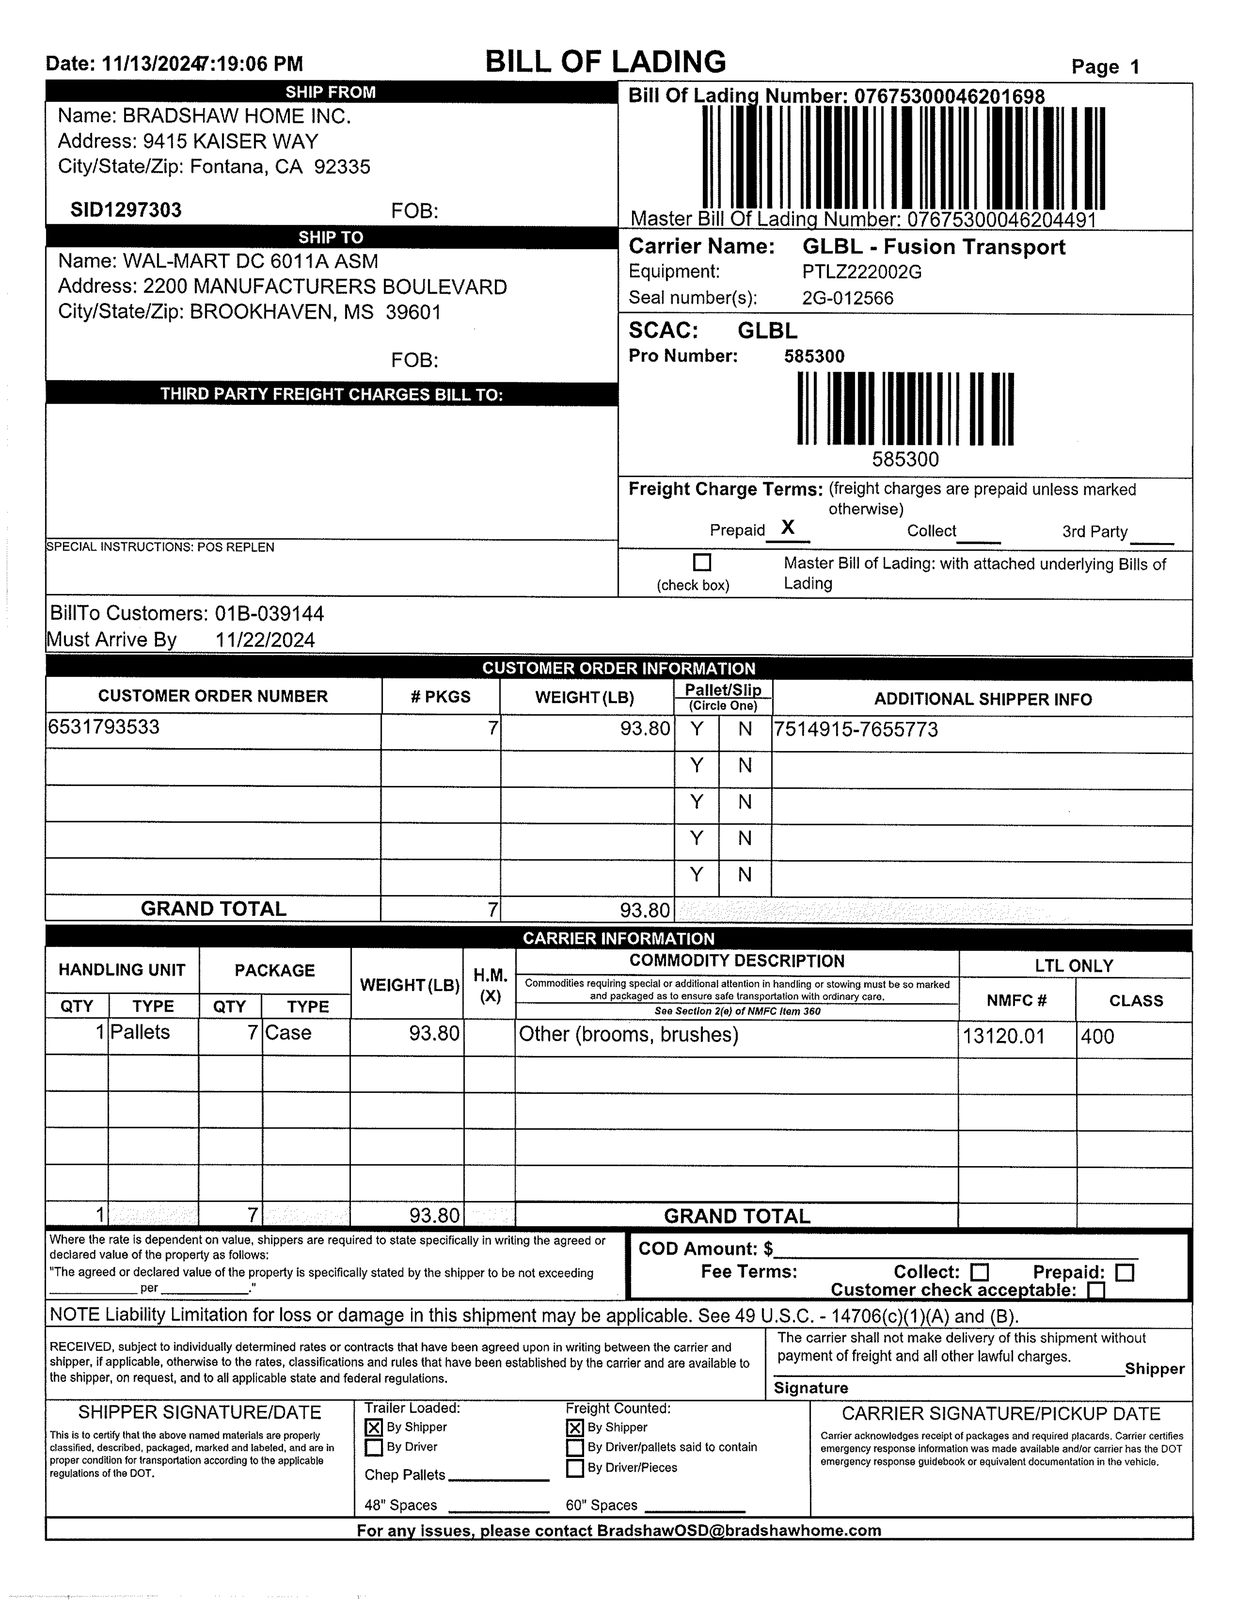 Date: 11/13/2024 7:19:06 PM
BILL OF LADING
Page 1
SHIP FROM
Name: BRADSHAW HOME INC.
Address: 9415 KAISER WAY
City/State/Zip: Fontana, CA 92335
SID1297303 FOB:
Bill Of Lading Number: 07675300046201698
Master Bill Of Lading Number: 07675300046204491
SHIP TO
Name: WAL-MART DC 6011A ASM
Address: 2200 MANUFACTURERS BOULEVARD
City/State/Zip: BROOKHAVEN, MS 39601
FOB:
Carrier Name: GLBL - Fusion Transport
Equipment: PTLZ222002G
Seal number(s): 2G-012566
SCAC: GLBL
Pro Number: 585300
585300
THIRD PARTY FREIGHT CHARGES BILL TO:
SPECIAL INSTRUCTIONS: POS REPLEN
Freight Charge Terms: (freight charges are prepaid unless marked
otherwise)
Prepaid X Collect 3rd Party
(check box)
Master Bill of Lading: with attached underlying Bills of
Lading
BillTo Customers: 01B-039144
Must Arrive By 11/22/2024
CUSTOMER ORDER INFORMATION
CUSTOMER ORDER NUMBER # PKGS WEIGHT (LB) Pallet/Slip (Circle One) ADDITIONAL SHIPPER INFO
6531793533 7 93.80 Y N 7514915-7655773
Y N
Y N
Y N
Y N
GRAND TOTAL 7 93.80
CARRIER INFORMATION
HANDLING UNIT PACKAGE WEIGHT (LB) H.M. (X) COMMODITY DESCRIPTION LTL ONLY
Commodities requiring special or additional attention in handling or stowing must be so marked
and packaged as to ensure safe transportation with ordinary care.
See Section 2(e) of NMFC Item 360
QTY TYPE QTY TYPE NMFC # CLASS
1 Pallets 7 Case 93.80 Other (brooms, brushes) 13120.01 400
1 7 93.80 GRAND TOTAL
Where the rate is dependent on value, shippers are required to state specifically in writing the agreed or
declared value of the property as follows:
"The agreed or declared value of the property is specifically stated by the shipper to be not exceeding
____________ per ____________."
COD Amount: $
Fee Terms: Collect: Prepaid:
Customer check acceptable:
NOTE Liability Limitation for loss or damage in this shipment may be applicable. See 49 U.S.C. - 14706(c)(1)(A) and (B).
RECEIVED, subject to individually determined rates or contracts that have been agreed upon in writing between the carrier and
shipper, if applicable, otherwise to the rates, classifications and rules that have been established by the carrier and are available to
the shipper, on request, and to all applicable state and federal regulations.
The carrier shall not make delivery of this shipment without
payment of freight and all other lawful charges.
Shipper
Signature
SHIPPER SIGNATURE/DATE
This is to certify that the above named materials are properly
classified, described, packaged, marked and labeled, and are in
proper condition for transportation according to the applicable
regulations of the DOT.
Trailer Loaded:
X By Shipper
By Driver
Chep Pallets
48" Spaces
Freight Counted:
X By Shipper
By Driver/pallets said to contain
By Driver/Pieces
60" Spaces
CARRIER SIGNATURE/PICKUP DATE
Carrier acknowledges receipt of packages and required placards. Carrier certifies
emergency response information was made available and/or carrier has the DOT
emergency response guidebook or equivalent documentation in the vehicle.
For any issues, please contact BradshawOSD@bradshawhome.com